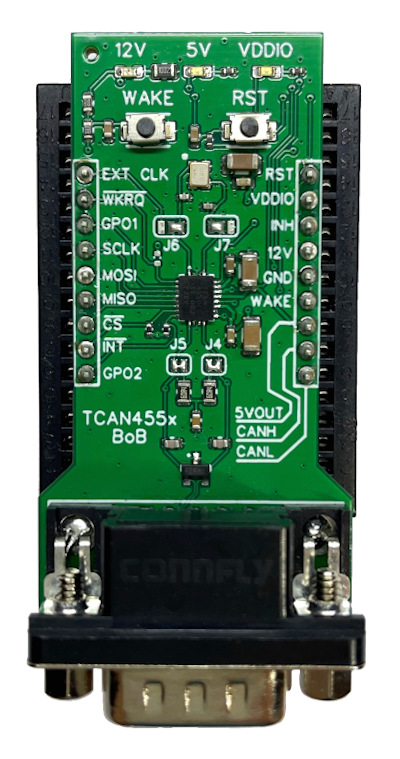 12V 5V VDDIO
WAKE RST
EXT CLK RST
WKRQ VDDIO
GPO1 INH
J6 J7
SCLK 12V
MOSI GND
MISO WAKE
CS
J5 J4
INT
GPO2
5VOUT
TCAN455x
CANH
BoB
CANL
CONNFLY